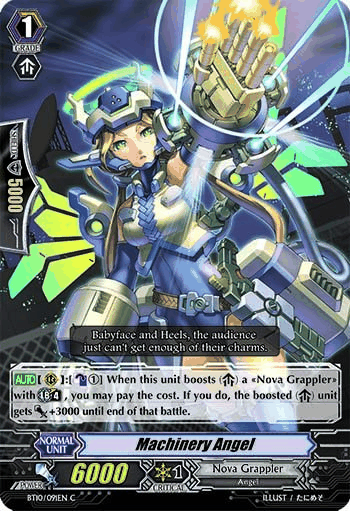 1
GRADE
SHIELD
5000
Babyface and Heels, the audience
just can't get enough of their charms.
AUTO [ 1:[ 1] When this unit boosts ( ) a «Nova Grappler»
with LB4, you may pay the cost. If you do, the boosted ( ) unit
gets +3000 until end of that battle.
NORMAL
UNIT
Machinery Angel
POWER
6000
1
CRITICAL
Nova Grappler
Angel
BT10/091EN C
ILLUST / たにめそ